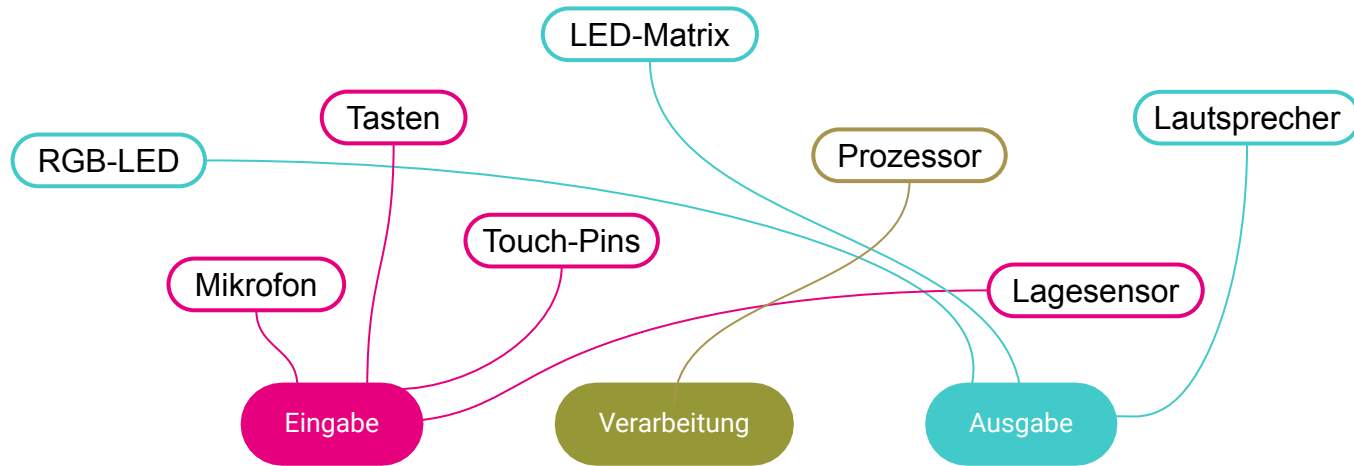 LED-Matrix
Tasten
Lautsprecher
RGB-LED
Prozessor
Touch-Pins
Mikrofon
Lagesensor
Eingabe
Verarbeitung
Ausgabe